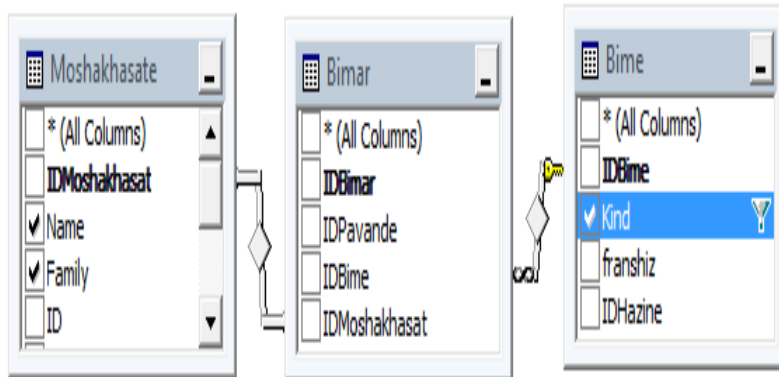 Moshakhasate
* (All Columns)
IDMoshakhasat
Name
Family
ID
Bimar
* (All Columns)
IDBimar
IDPavande
IDBime
IDMoshakhasat
Bime
* (All Columns)
IDBime
Kind
franshiz
IDHazine